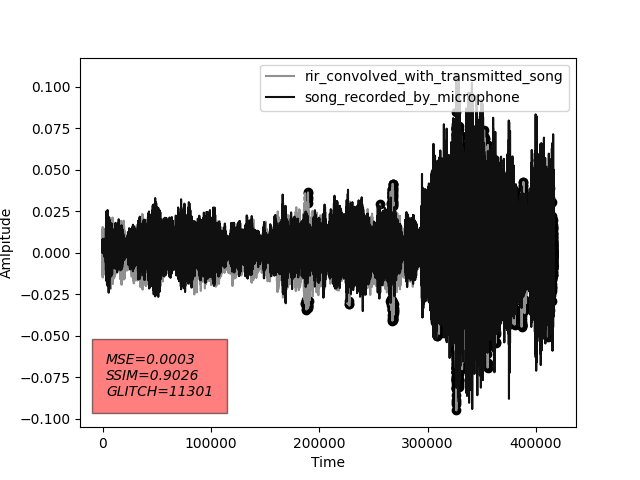 rir_convolved_with_transmitted_song
song_recorded_by_microphone
0.100
0.075
0.050
0.025
0.000
−0.025
−0.050
−0.075
−0.100
Amlpitude
MSE=0.0003
SSIM=0.9026
GLITCH=11301
0 100000 200000 300000 400000
Time